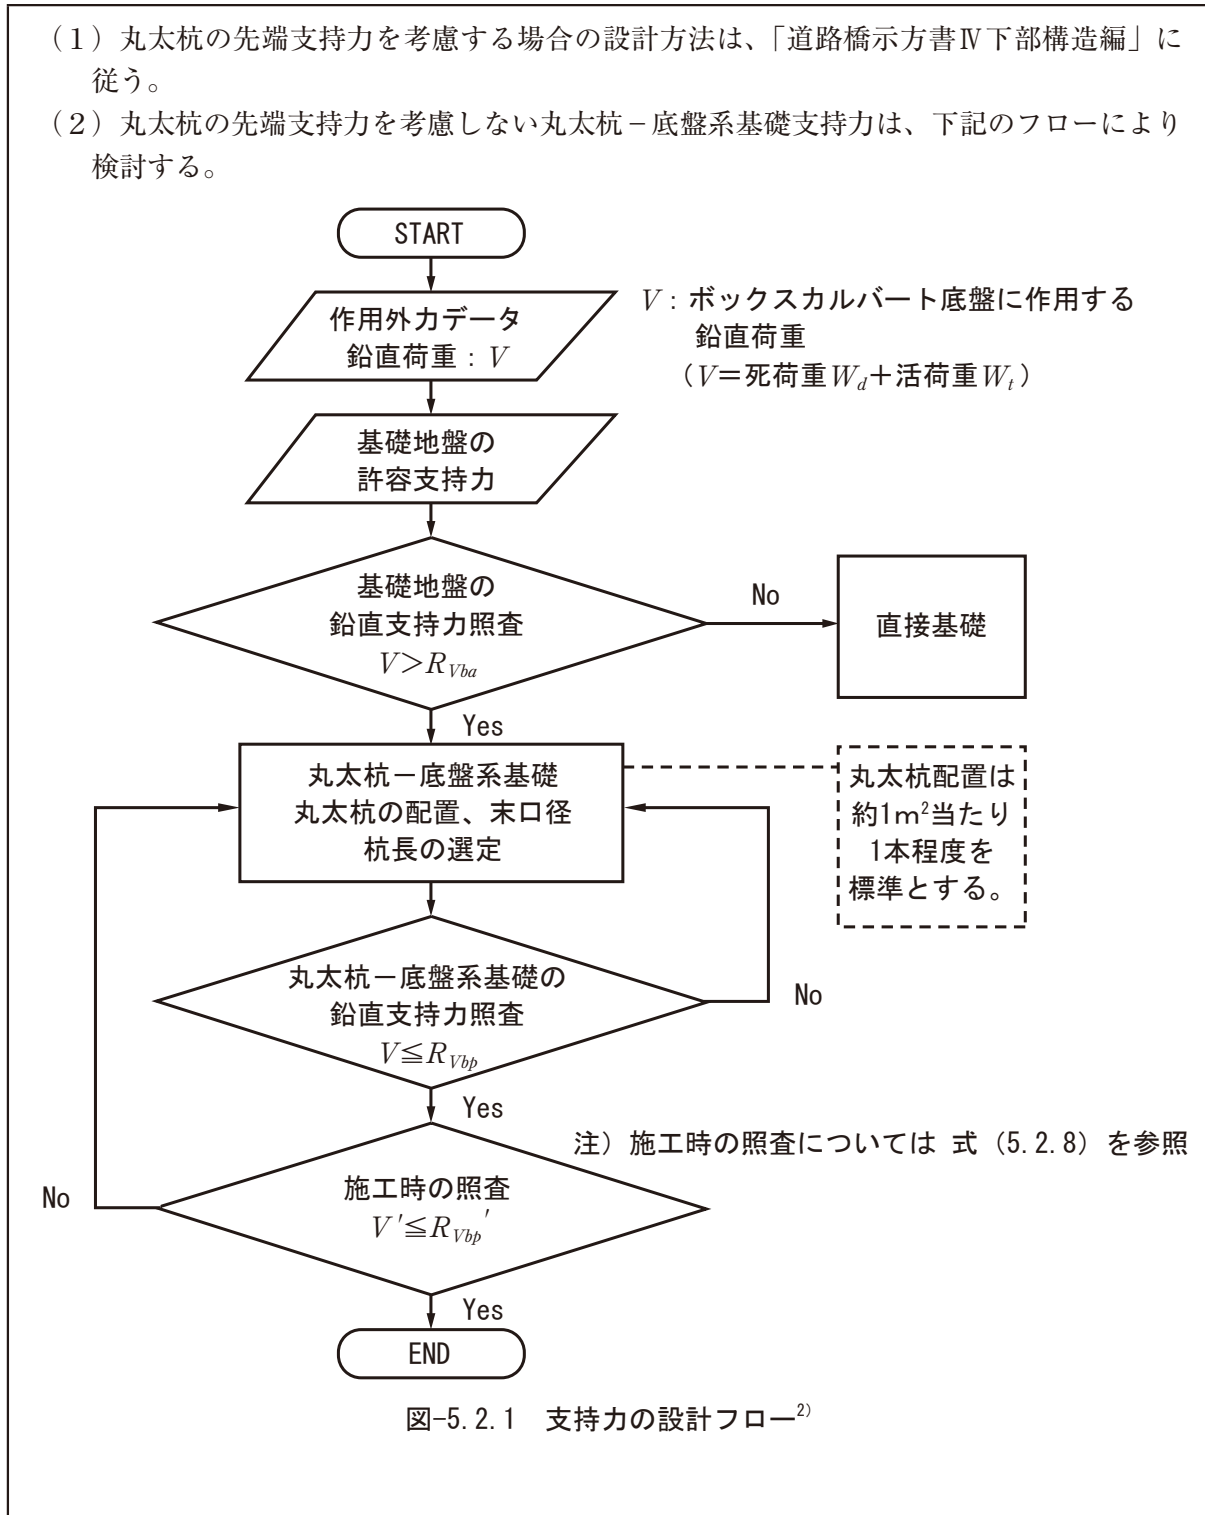 (1)丸太杭の先端支持力を考慮する場合の設計方法は、「道路橋示方書Ⅳ下部構造編」に
従う。
(2)丸太杭の先端支持力を考慮しない丸太杭−底盤系基礎支持力は、下記のフローにより
検討する。
START
作用外力データ
鉛直荷重:V
V:ボックスカルバート底盤に作用する
鉛直荷重
(V=死荷重Wd+活荷重Wt)
基礎地盤の
許容支持力
基礎地盤の
鉛直支持力照査
V>RVba
No
直接基礎
Yes
丸太杭−底盤系基礎
丸太杭の配置、末口径
杭長の選定
丸太杭配置は
約1m²当たり
1本程度を
標準とする。
丸太杭−底盤系基礎の
鉛直支持力照査
V≦RVbp
No
Yes
注)施工時の照査については 式(5.2.8)を参照
施工時の照査
V'≦RVbp'
No
Yes
END
図-5.2.1 支持力の設計フロー2)